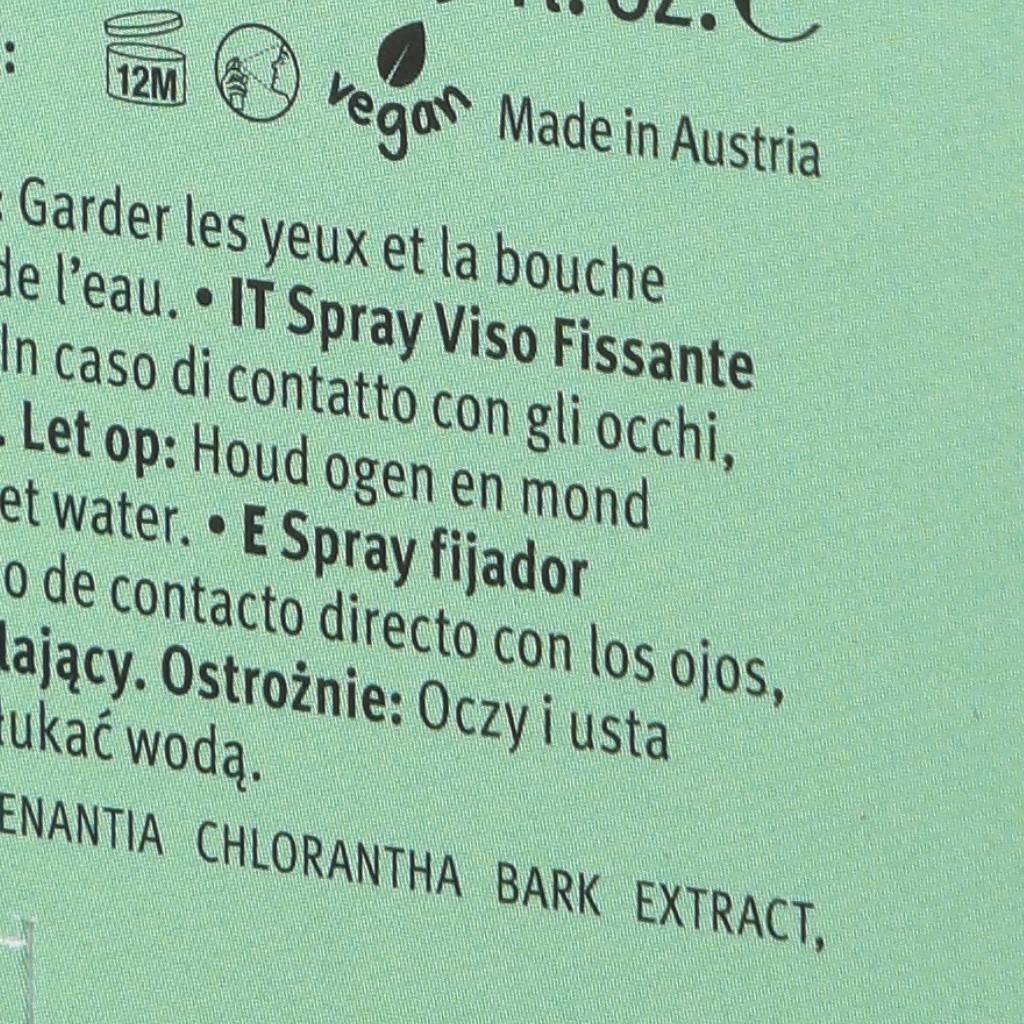 12M vegan Made in Austria
Garder les yeux et la bouche
de l'eau. • IT Spray Viso Fissante
In caso di contatto con gli occhi,
. Let op: Houd ogen en mond
et water. • E Spray fijador
o de contacto directo con los ojos,
lający. Ostrożnie: Oczy i usta
łukać wodą.
ENANTIA CHLORANTHA BARK EXTRACT,